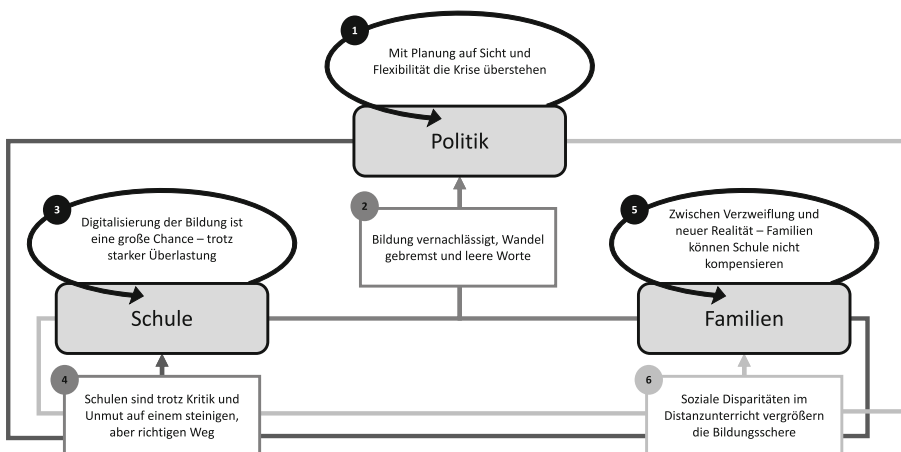 1
Mit Planung auf Sicht und
Flexibilität die Krise überstehen
Politik
2
Bildung vernachlässigt, Wandel
gebremst und leere Worte
3
Digitalisierung der Bildung ist
eine große Chance – trotz
starker Überlastung
Schule
5
Zwischen Verzweiflung und
neuer Realität – Familien
können Schule nicht
kompensieren
Familien
4
Schulen sind trotz Kritik und
Unmut auf einem steinigen,
aber richtigen Weg
6
Soziale Disparitäten im
Distanzunterricht vergrößern
die Bildungsschere